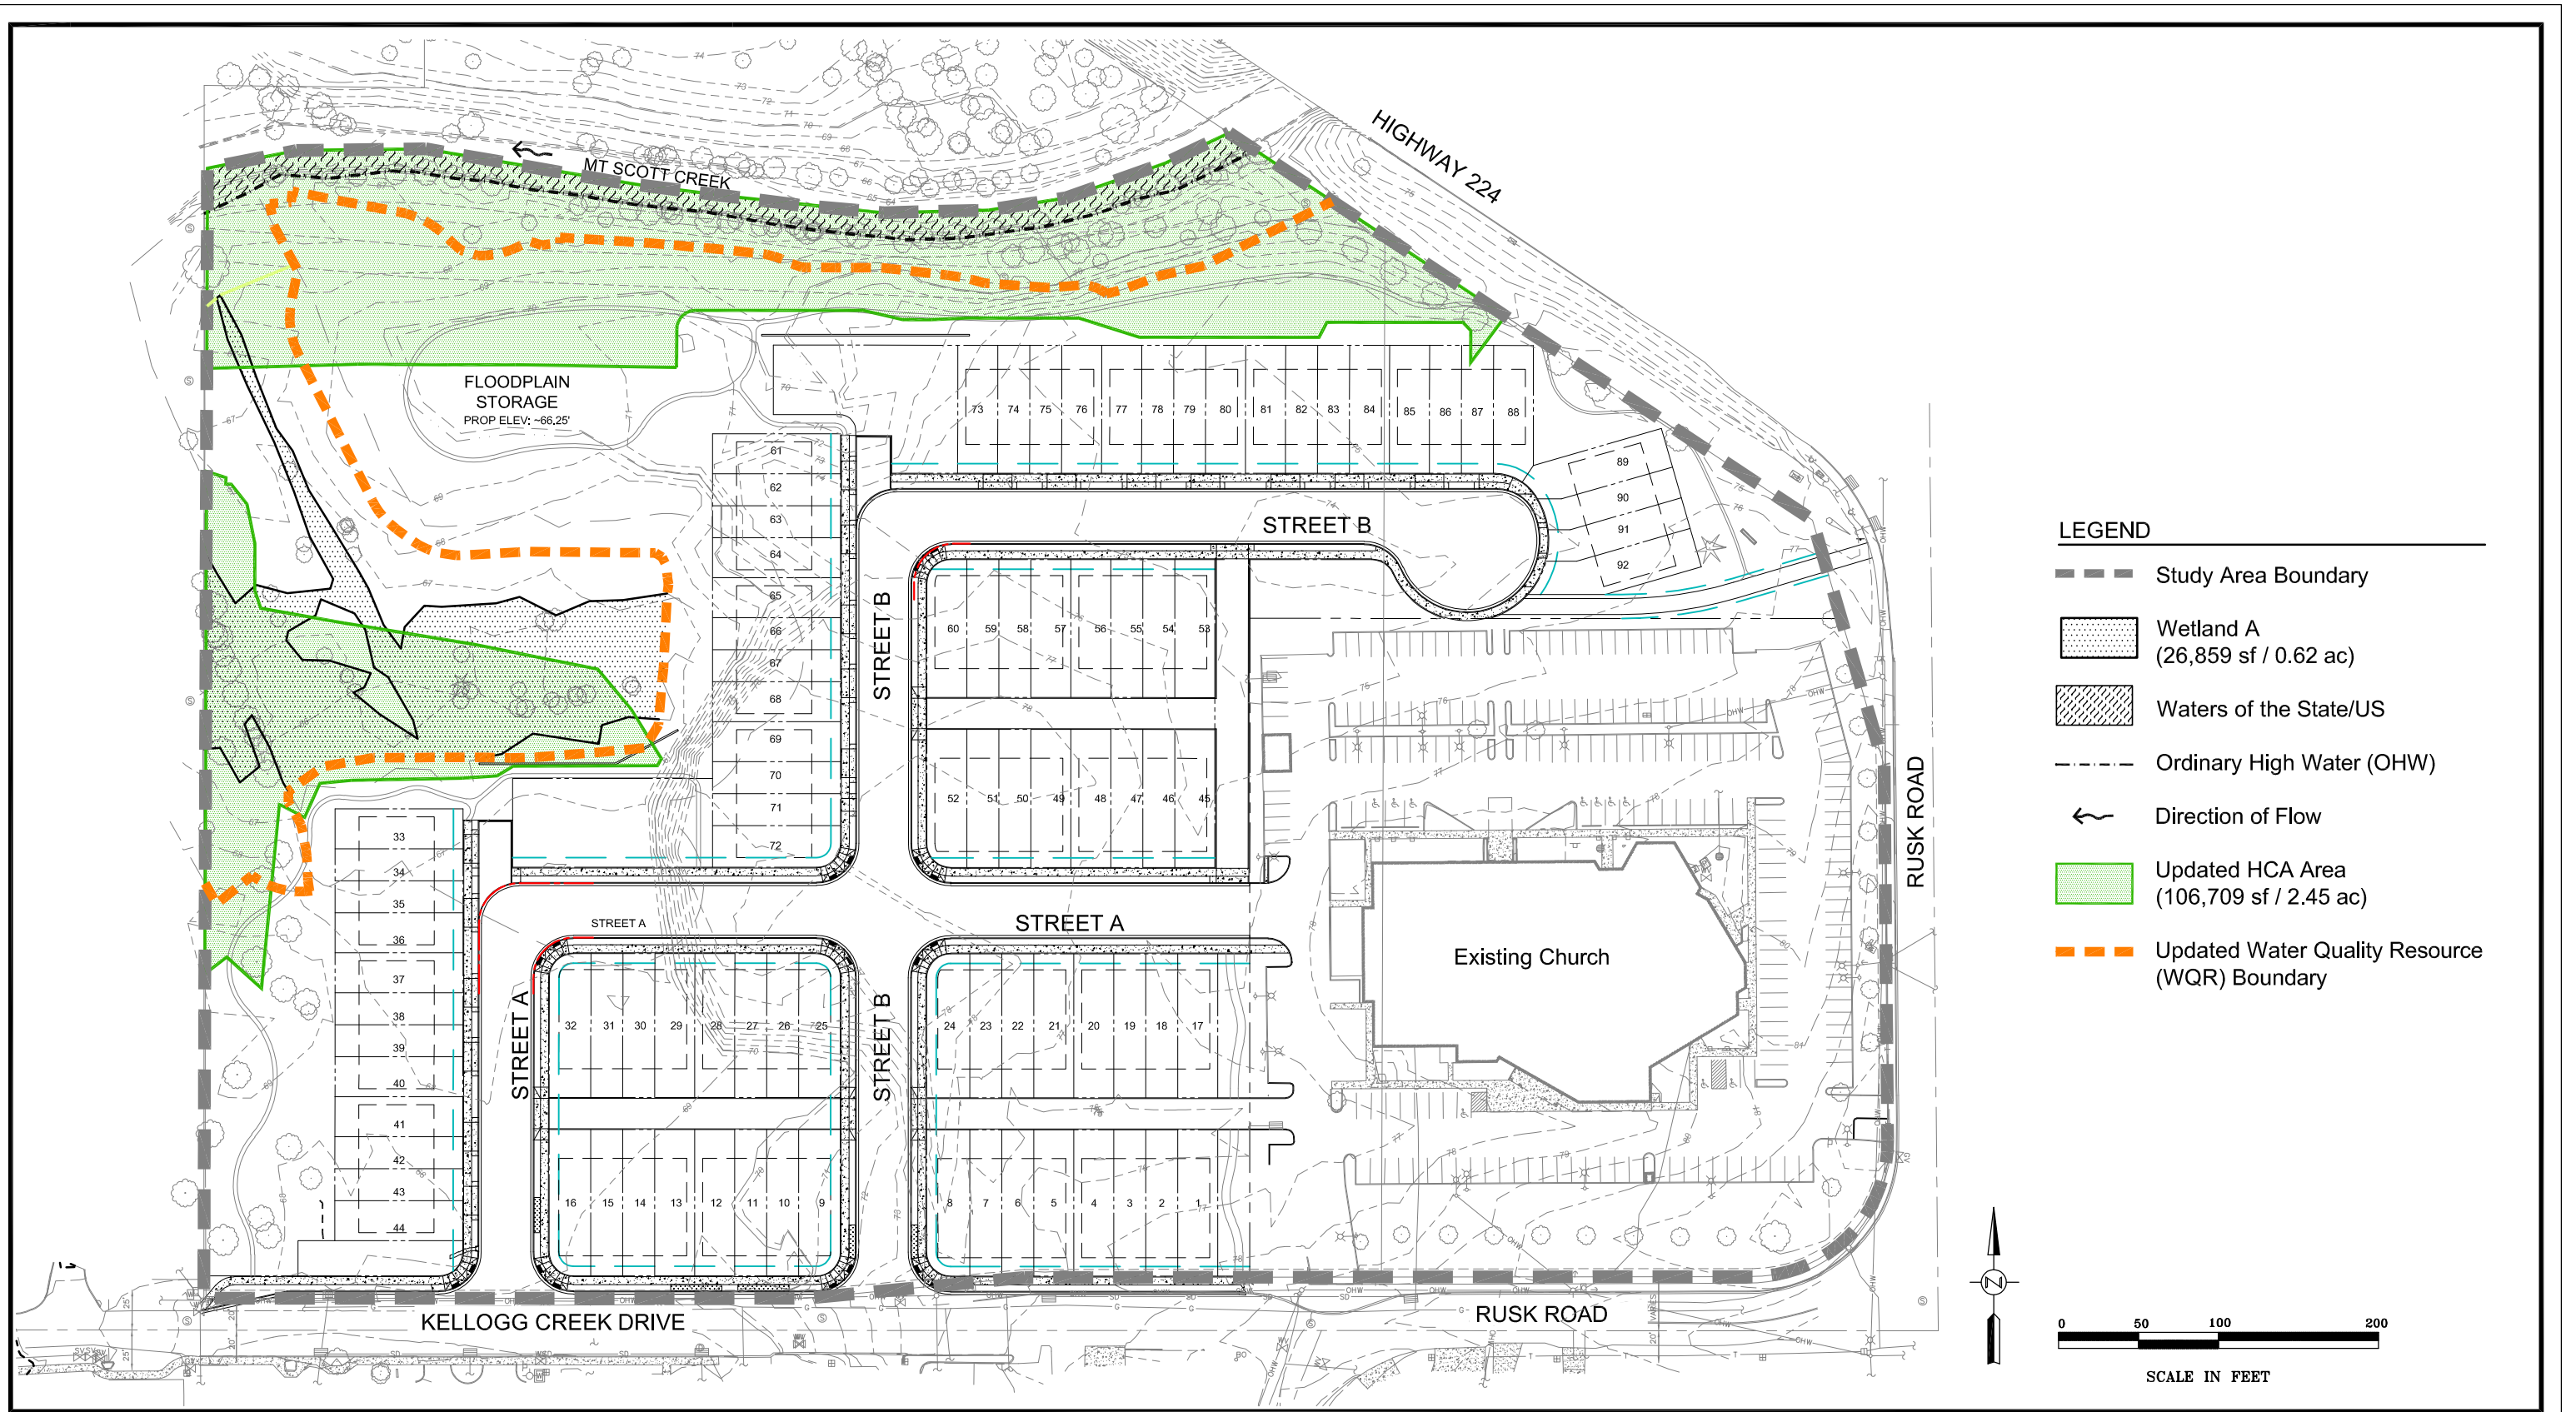 HIGHWAY 224
MT SCOTT CREEK
FLOODPLAIN
STORAGE
PROP ELEV: ~66.25'
73 74 75 76 77 78 79 80 81 82 83 84 85 86 87 88
61
62
63
64
65
66
67
68
69
70
71
72
89
90
91
92
STREET B
STREET B
60 59 58 57 56 55 54 53
52 51 50 49 48 47 46 45
33
34
35
36
37
38
39
40
41
42
43
44
STREET A
STREET A
STREET A
STREET B
32 31 30 29 28 27 26 25
24 23 22 21 20 19 18 17
16 15 14 13 12 11 10 9
8 7 6 5 4 3 2 1
Existing Church
RUSK ROAD
KELLOGG CREEK DRIVE
RUSK ROAD
LEGEND
Study Area Boundary
Wetland A
(26,859 sf / 0.62 ac)
Waters of the State/US
Ordinary High Water (OHW)
Direction of Flow
Updated HCA Area
(106,709 sf / 2.45 ac)
Updated Water Quality Resource
(WQR) Boundary
N
0 50 100 200
SCALE IN FEET